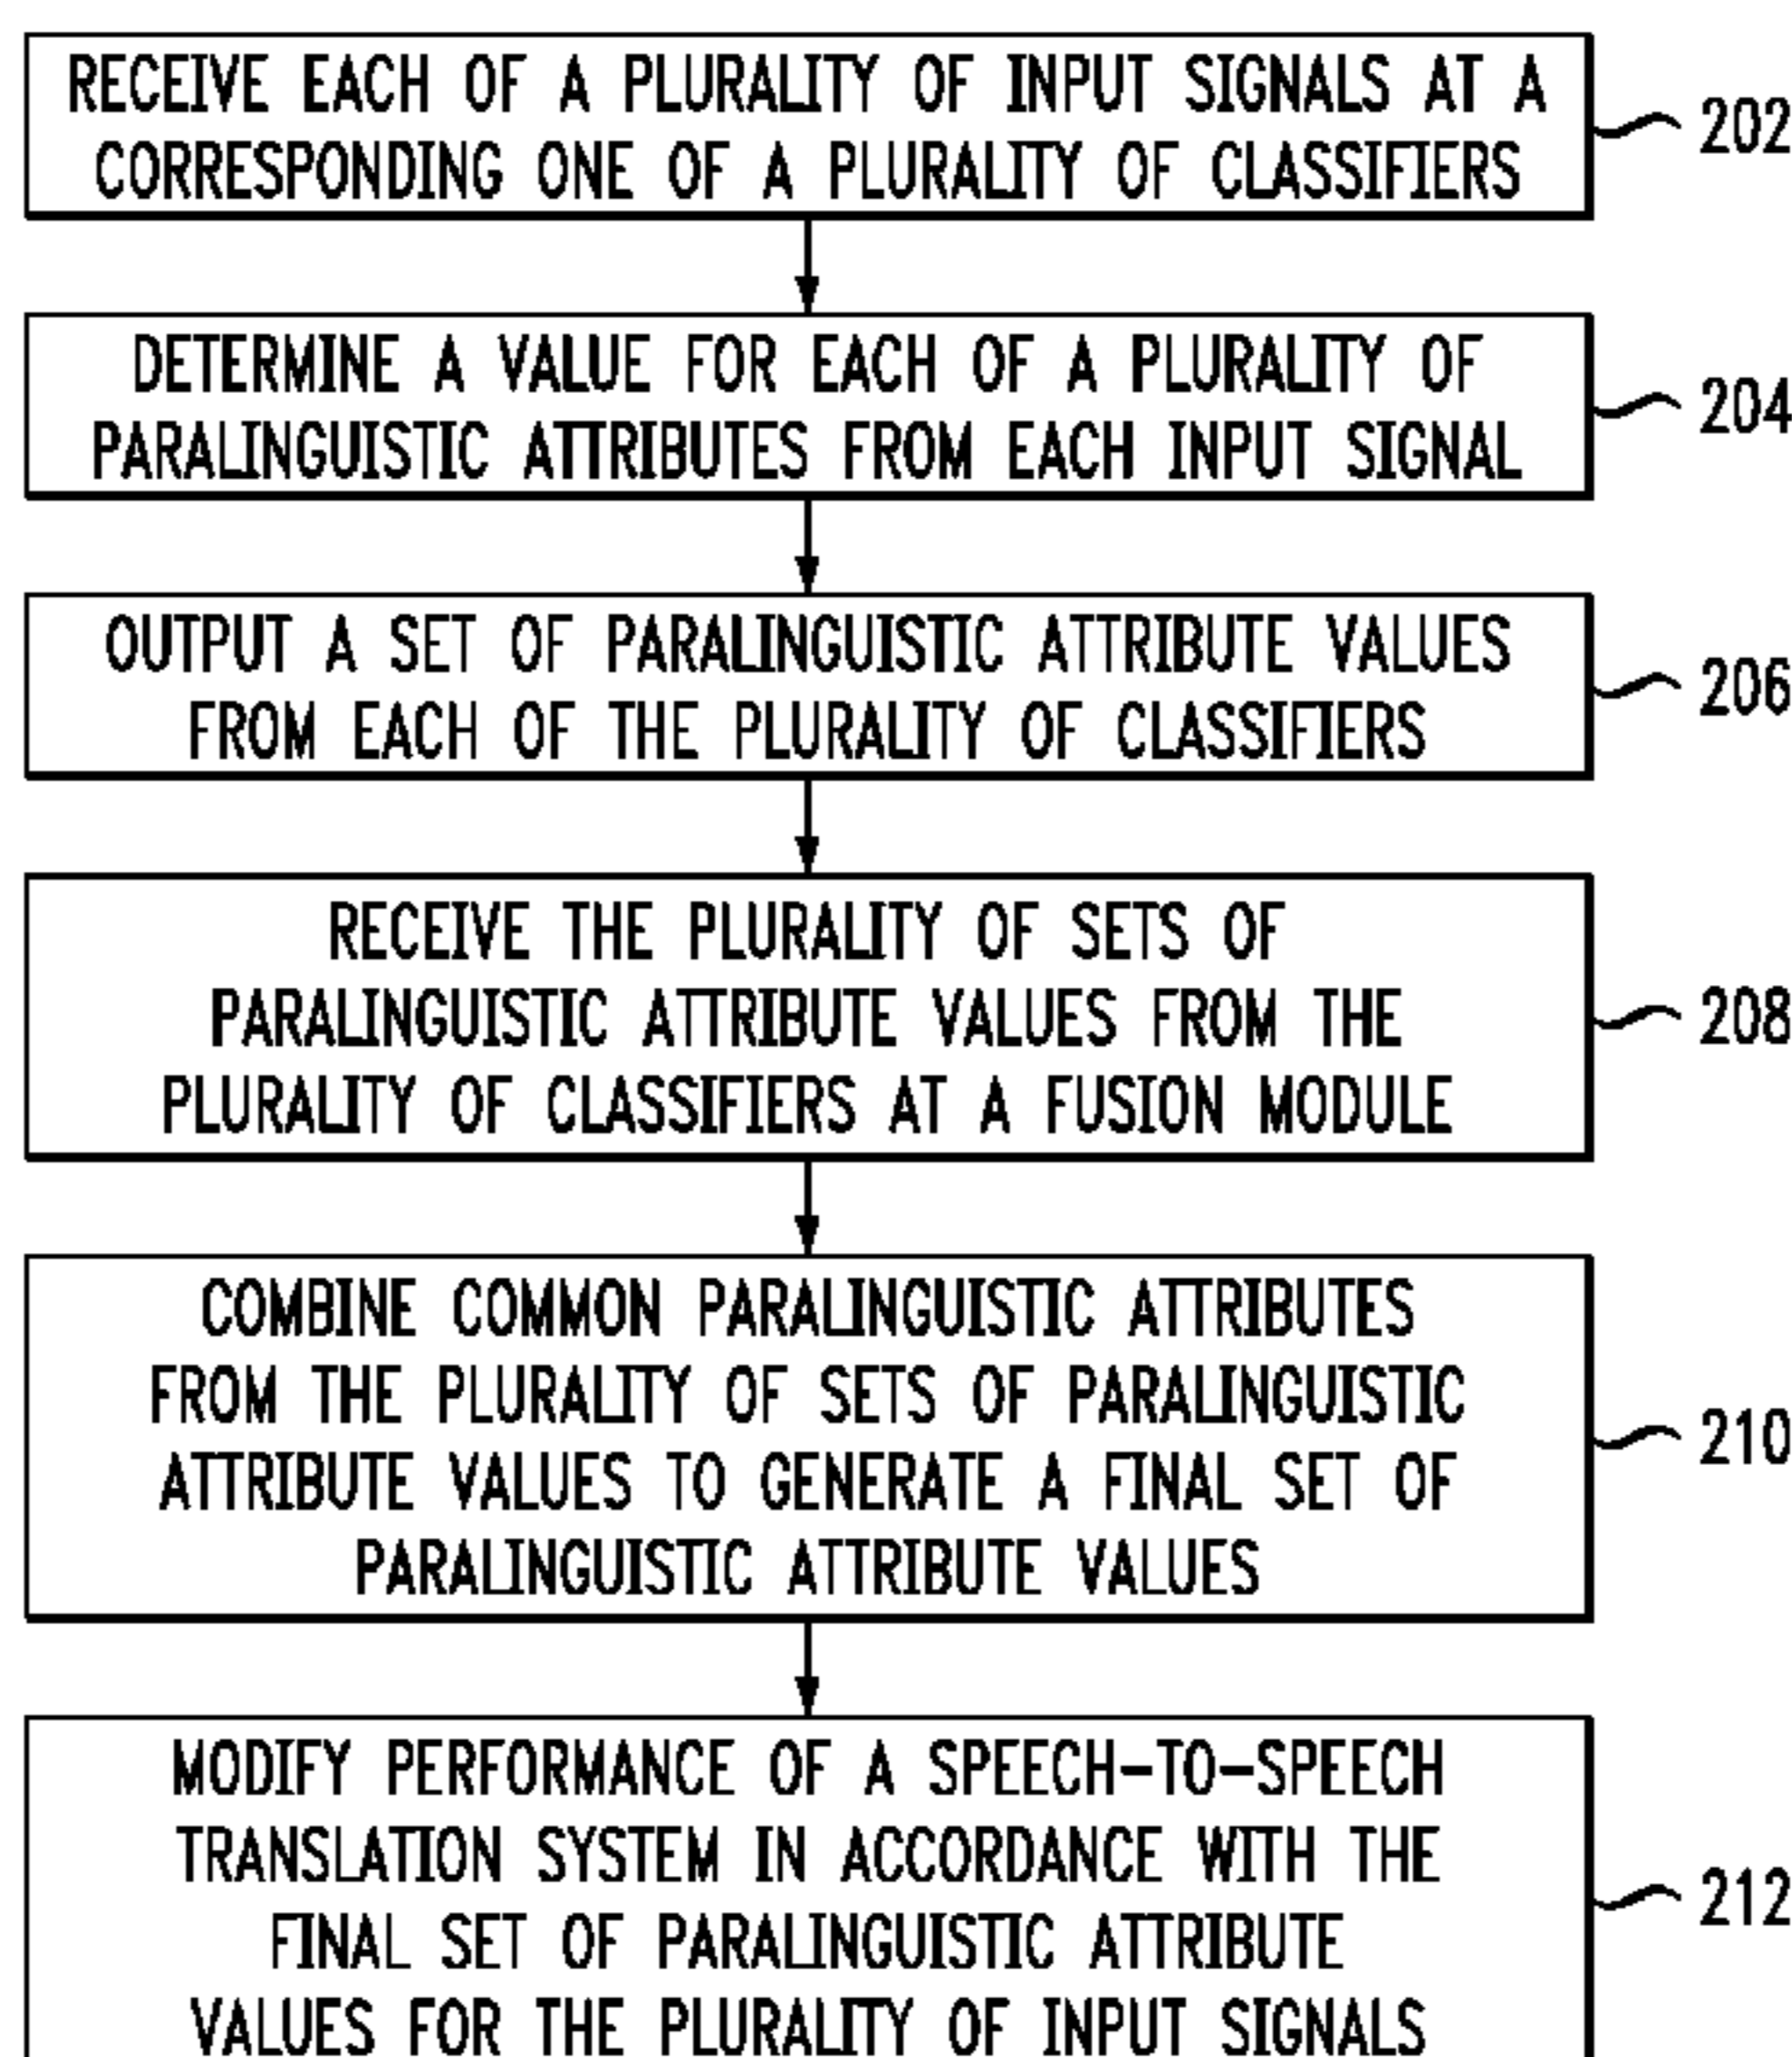 RECEIVE EACH OF A PLURALITY OF INPUT SIGNALS AT A
CORRESPONDING ONE OF A PLURALITY OF CLASSIFIERS
202
DETERMINE A VALUE FOR EACH OF A PLURALITY OF
PARALINGUISTIC ATTRIBUTES FROM EACH INPUT SIGNAL
204
OUTPUT A SET OF PARALINGUISTIC ATTRIBUTE VALUES
FROM EACH OF THE PLURALITY OF CLASSIFIERS
206
RECEIVE THE PLURALITY OF SETS OF
PARALINGUISTIC ATTRIBUTE VALUES FROM THE
PLURALITY OF CLASSIFIERS AT A FUSION MODULE
208
COMBINE COMMON PARALINGUISTIC ATTRIBUTES
FROM THE PLURALITY OF SETS OF PARALINGUISTIC
ATTRIBUTE VALUES TO GENERATE A FINAL SET OF
PARALINGUISTIC ATTRIBUTE VALUES
210
MODIFY PERFORMANCE OF A SPEECH-TO-SPEECH
TRANSLATION SYSTEM IN ACCORDANCE WITH THE
FINAL SET OF PARALINGUISTIC ATTRIBUTE
VALUES FOR THE PLURALITY OF INPUT SIGNALS
212